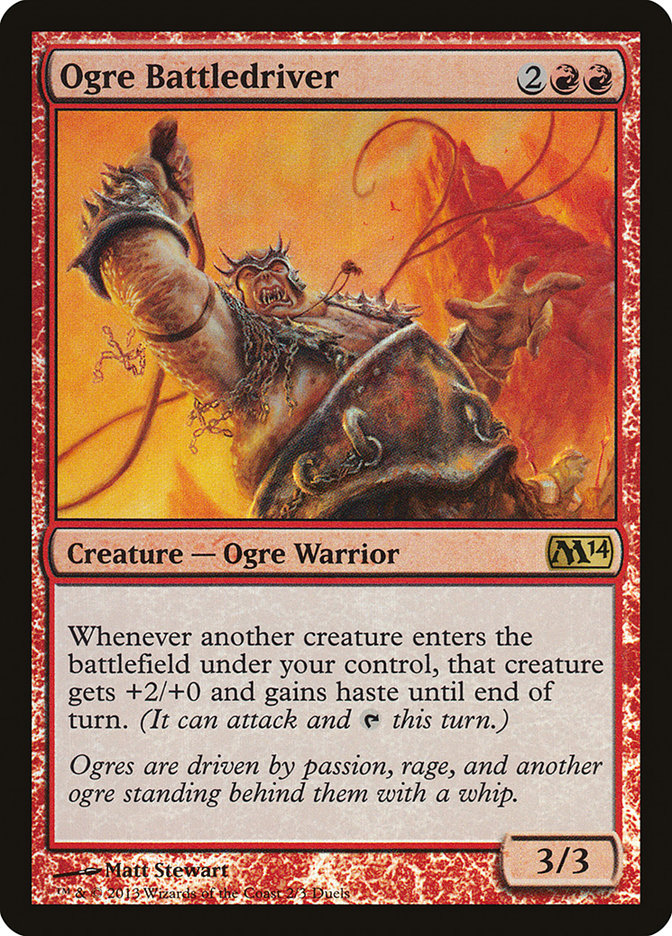 Ogre Battledriver 2
Creature — Ogre Warrior M14
Whenever another creature enters the
battlefield under your control, that creature
gets +2/+0 and gains haste until end of
turn. (It can attack and this turn.)
Ogres are driven by passion, rage, and another
ogre standing behind them with a whip.
3/3
Matt Stewart
™ & © 2013 Wizards of the Coast 2/3 Duels